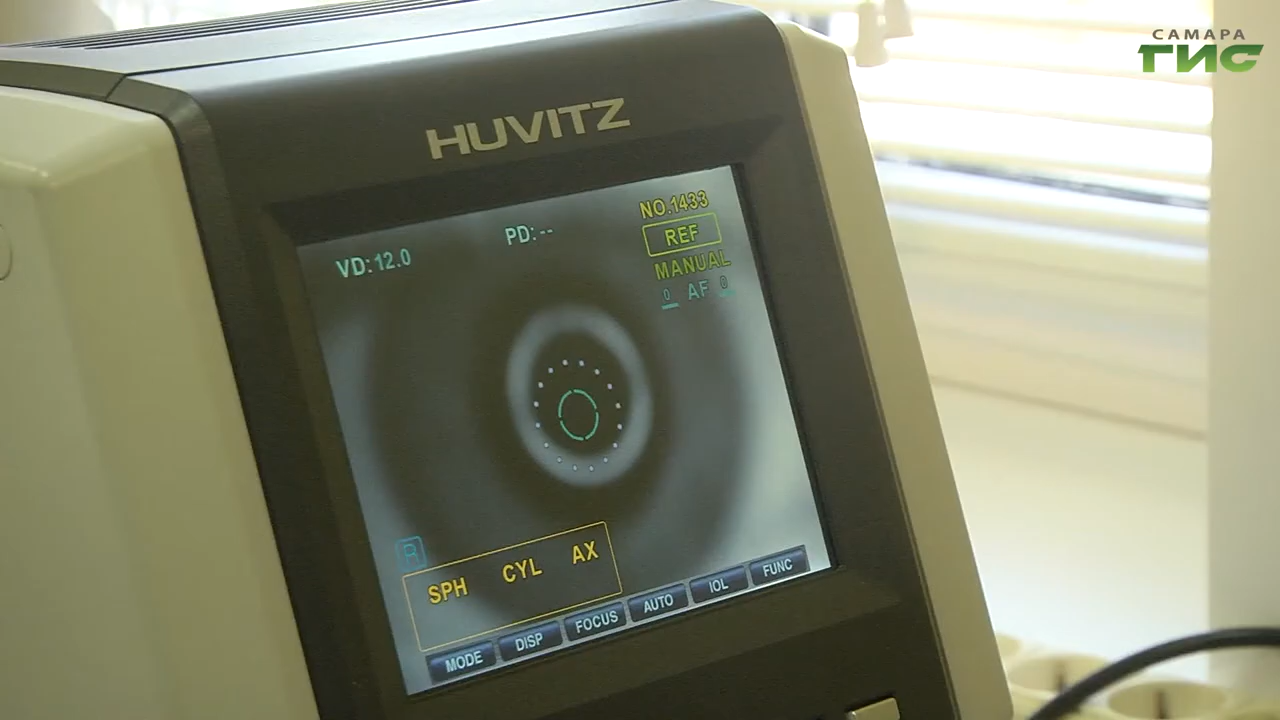 САМАРА
ГИС
HUVITZ
NO.1433
REF
MANUAL
0 AF 0
VD:12.0
PD:--
R
SPH CYL AX
MODE DISP FOCUS AUTO IOL FUNC